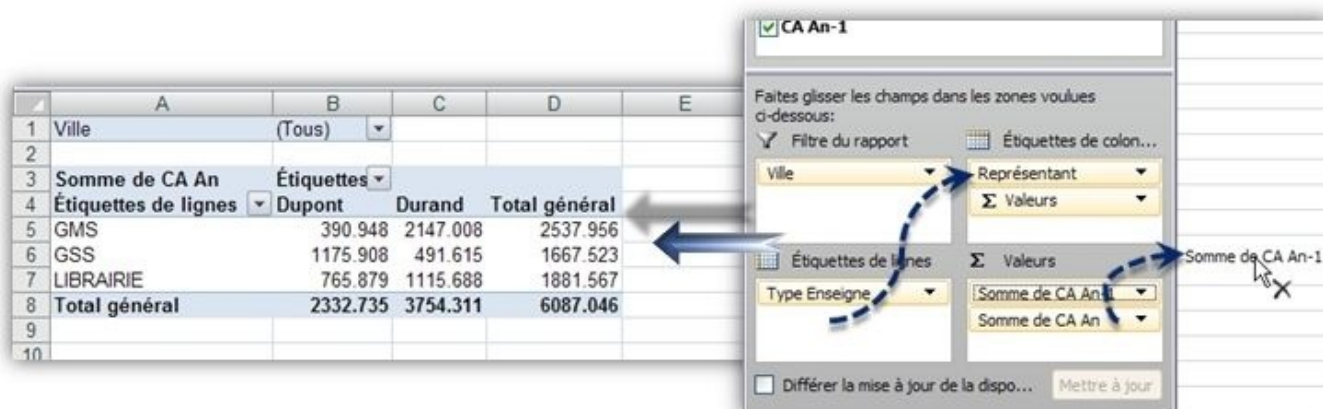 A B C D E
1 Ville (Tous)
2
3 Somme de CA An Étiquettes
4 Étiquettes de lignes Dupont Durand Total général
5 GMS 390.948 2147.008 2537.956
6 GSS 1175.908 491.615 1667.523
7 LIBRAIRIE 765.879 1115.688 1881.567
8 Total général 2332.735 3754.311 6087.046
9
10
CA An-1
Faites glisser les champs dans les zones voulues
ci-dessous:
Filtre du rapport Étiquettes de colon...
Ville Représentant
Σ Valeurs
Étiquettes de lignes Σ Valeurs
Type Enseigne Somme de CA An-1
Somme de CA An
Somme de CA An-1
Différer la mise à jour de la dispo... Mettre à jour